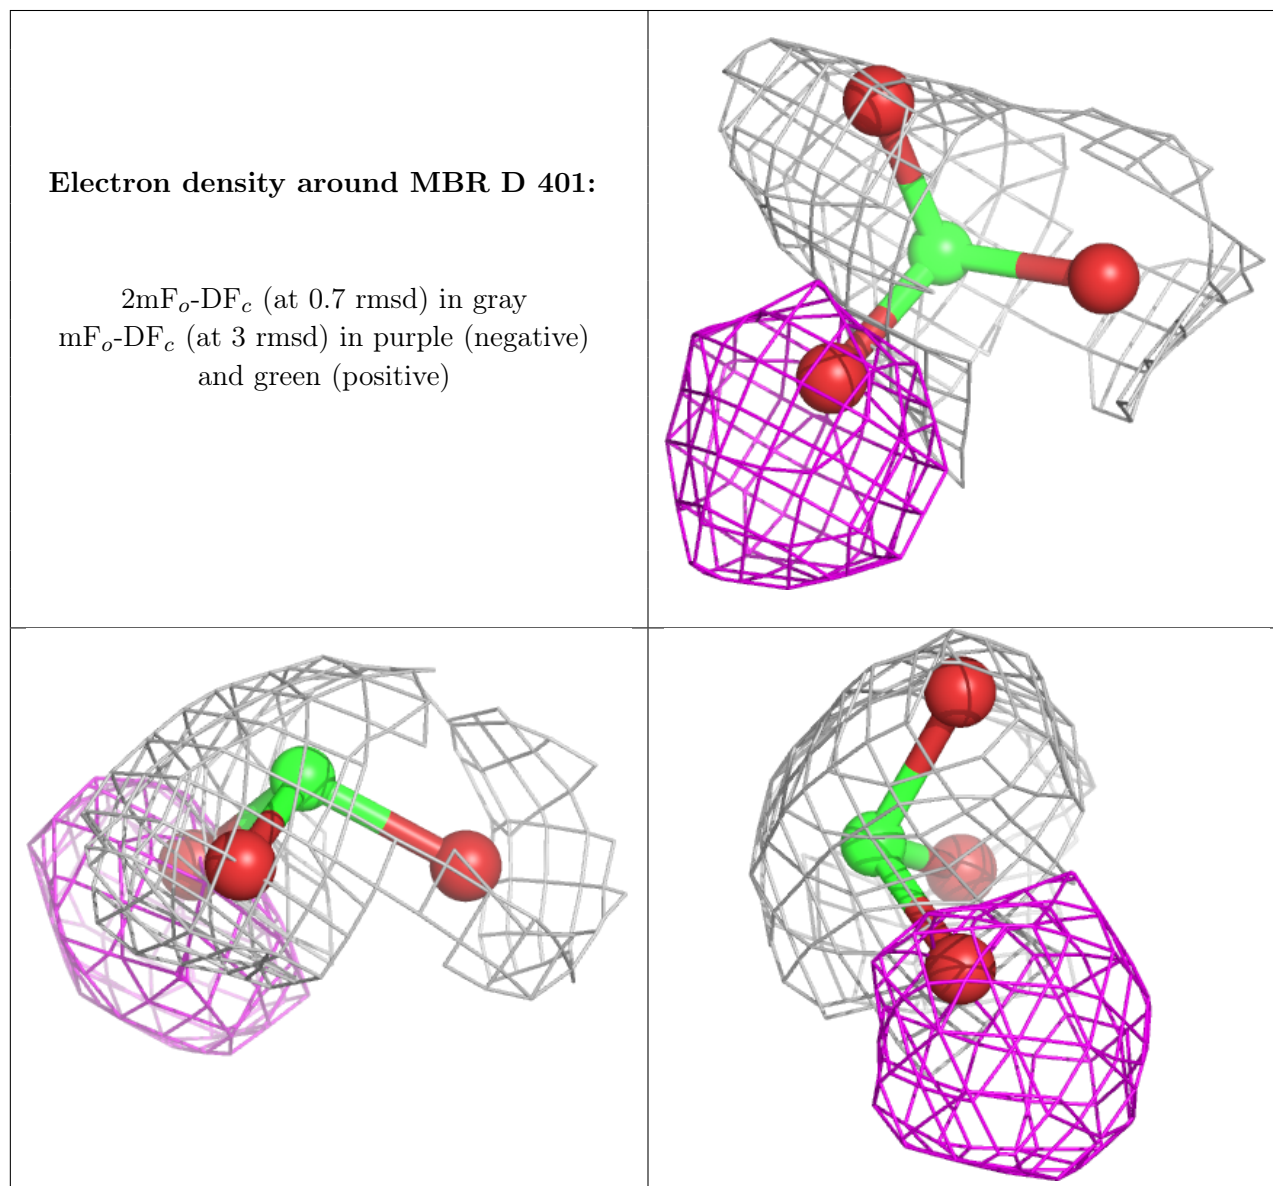 Electron density around MBR D 401:
2mFo-DFc (at 0.7 rmsd) in gray
mFo-DFc (at 3 rmsd) in purple (negative)
and green (positive)